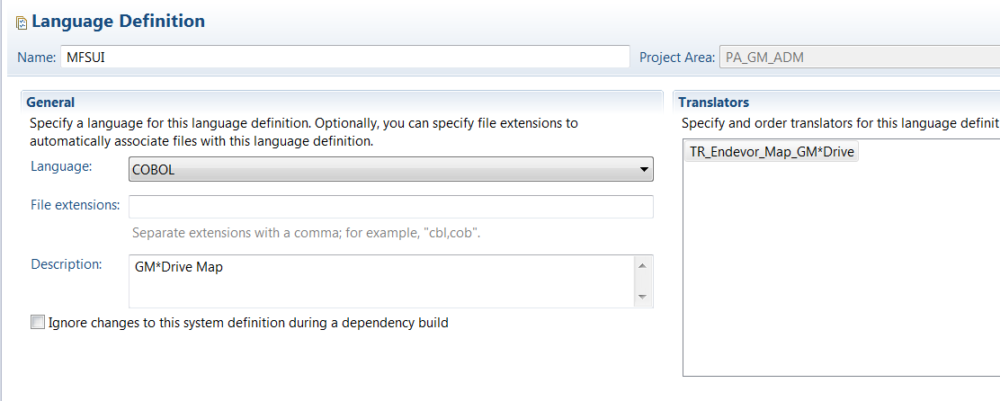 Language Definition
Name: MFSUI
Project Area: PA_GM_ADM
General
Specify a language for this language definition. Optionally, you can specify file extensions to
automatically associate files with this language definition.
Language: COBOL
File extensions:
Separate extensions with a comma; for example, "cbl,cob".
Description: GM*Drive Map
Ignore changes to this system definition during a dependency build
Translators
Specify and order translators for this language definit
TR_Endevor_Map_GM*Drive